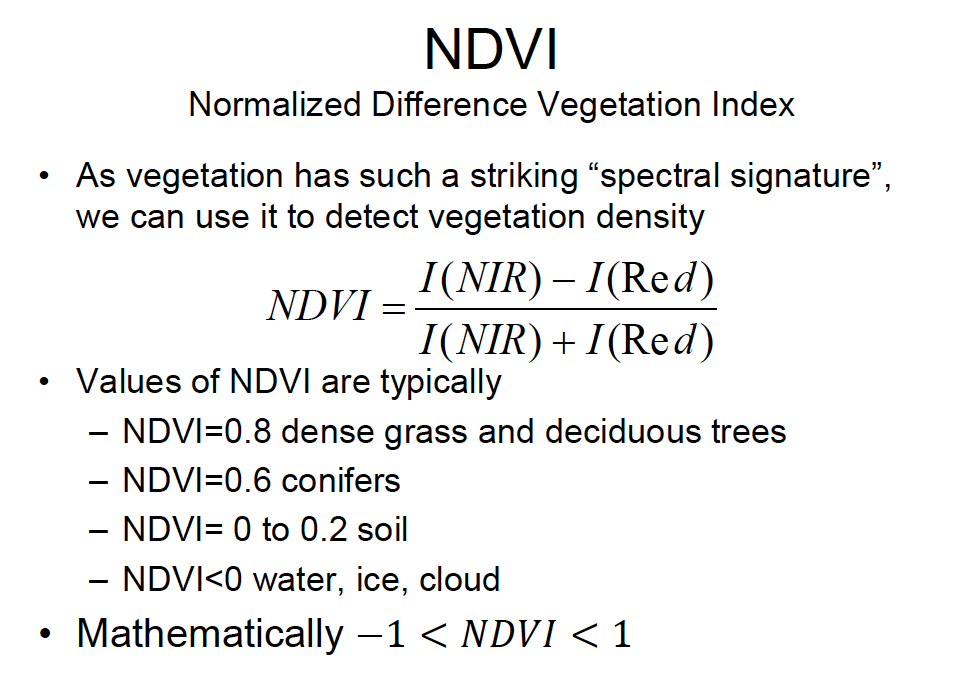 NDVI
Normalized Difference Vegetation Index
• As vegetation has such a striking “spectral signature”,
we can use it to detect vegetation density
NDVI = I(NIR) – I(Red) / I(NIR) + I(Red)
• Values of NDVI are typically
– NDVI=0.8 dense grass and deciduous trees
– NDVI=0.6 conifers
– NDVI= 0 to 0.2 soil
– NDVI<0 water, ice, cloud
• Mathematically −1 < NDVI < 1